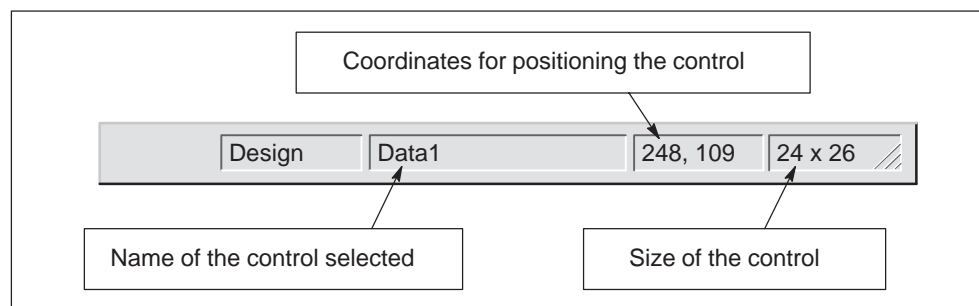 Coordinates for positioning the control
Design Data1 248, 109 24 x 26
Name of the control selected Size of the control